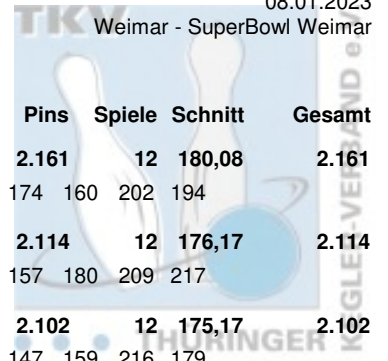 08.01.2023
TKV
Weimar - SuperBowl Weimar
Pins Spiele Schnitt Gesamt
2.161 12 180,08 2.161
174 160 202 194
2.114 12 176,17 2.114
157 180 209 217
2.102 12 175,17 2.102
147 159 216 179
THÜRINGER KEGLER-VERBAND e.V.